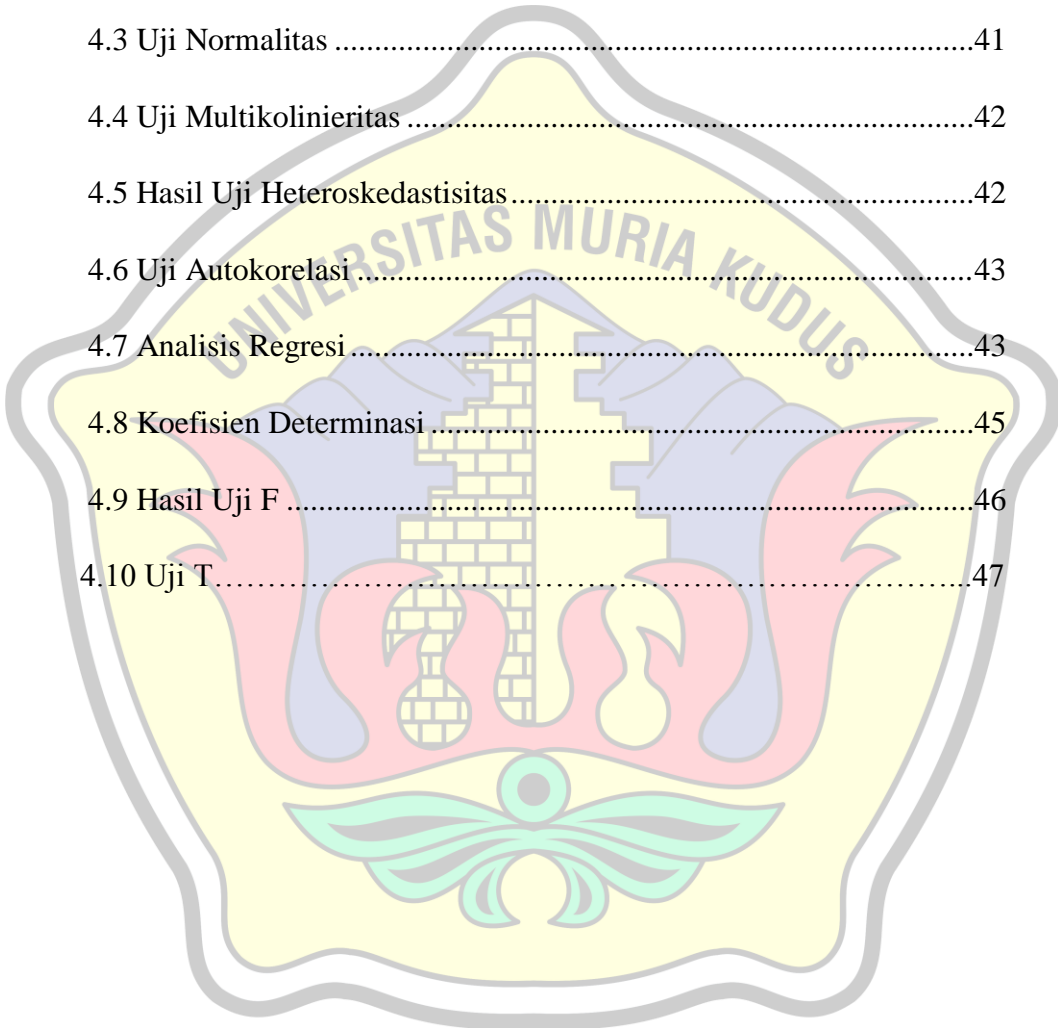 4.3 Uji Normalitas ................................................................................41
4.4 Uji Multikolinieritas .......................................................................42
4.5 Hasil Uji Heteroskedastisitas ..........................................................42
4.6 Uji Autokorelasi .............................................................................43
4.7 Analisis Regresi ..............................................................................43
4.8 Koefisien Determinasi ....................................................................45
4.9 Hasil Uji F ......................................................................................46
4.10 Uji T………………………………………………………………..47
UNIVERSITAS MURIA KUDUS